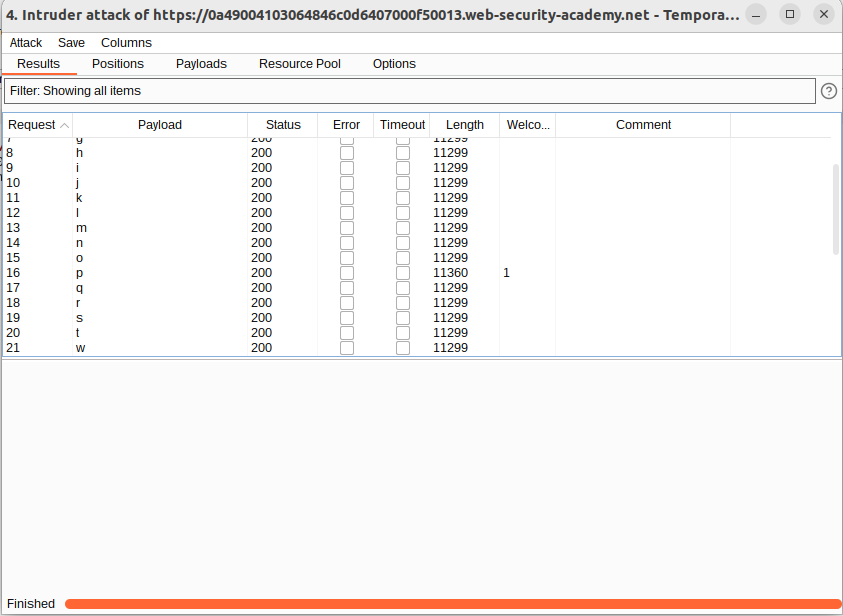 4. Intruder attack of https://0a49004103064846c0d6407000f50013.web-security-academy.net - Tempora...
Attack Save Columns
Results Positions Payloads Resource Pool Options
Filter: Showing all items
Request Payload Status Error Timeout Length Welco... Comment
7 g 200 11299
8 h 200 11299
9 i 200 11299
10 j 200 11299
11 k 200 11299
12 l 200 11299
13 m 200 11299
14 n 200 11299
15 o 200 11299
16 p 200 11360 1
17 q 200 11299
18 r 200 11299
19 s 200 11299
20 t 200 11299
21 w 200 11299
Finished